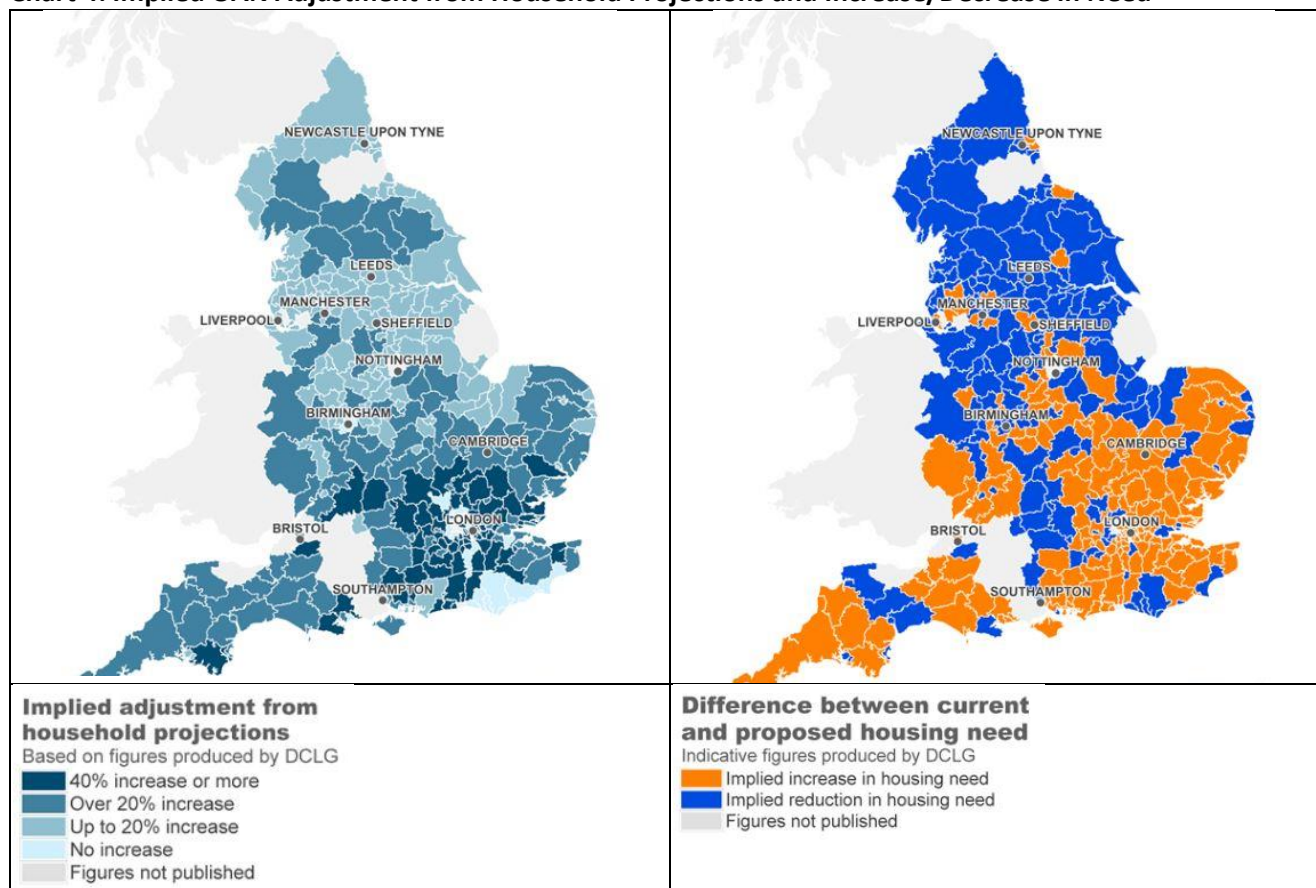 NEWCASTLE UPON TYNE
LEEDS
MANCHESTER
LIVERPOOL
SHEFFIELD
NOTTINGHAM
BIRMINGHAM
CAMBRIDGE
BRISTOL
LONDON
SOUTHAMPTON
NEWCASTLE UPON TYNE
LEEDS
MANCHESTER
LIVERPOOL
SHEFFIELD
NOTTINGHAM
BIRMINGHAM
CAMBRIDGE
BRISTOL
LONDON
SOUTHAMPTON
Implied adjustment from
household projections
Based on figures produced by DCLG
40% increase or more
Over 20% increase
Up to 20% increase
No increase
Figures not published
Difference between current
and proposed housing need
Indicative figures produced by DCLG
Implied increase in housing need
Implied reduction in housing need
Figures not published